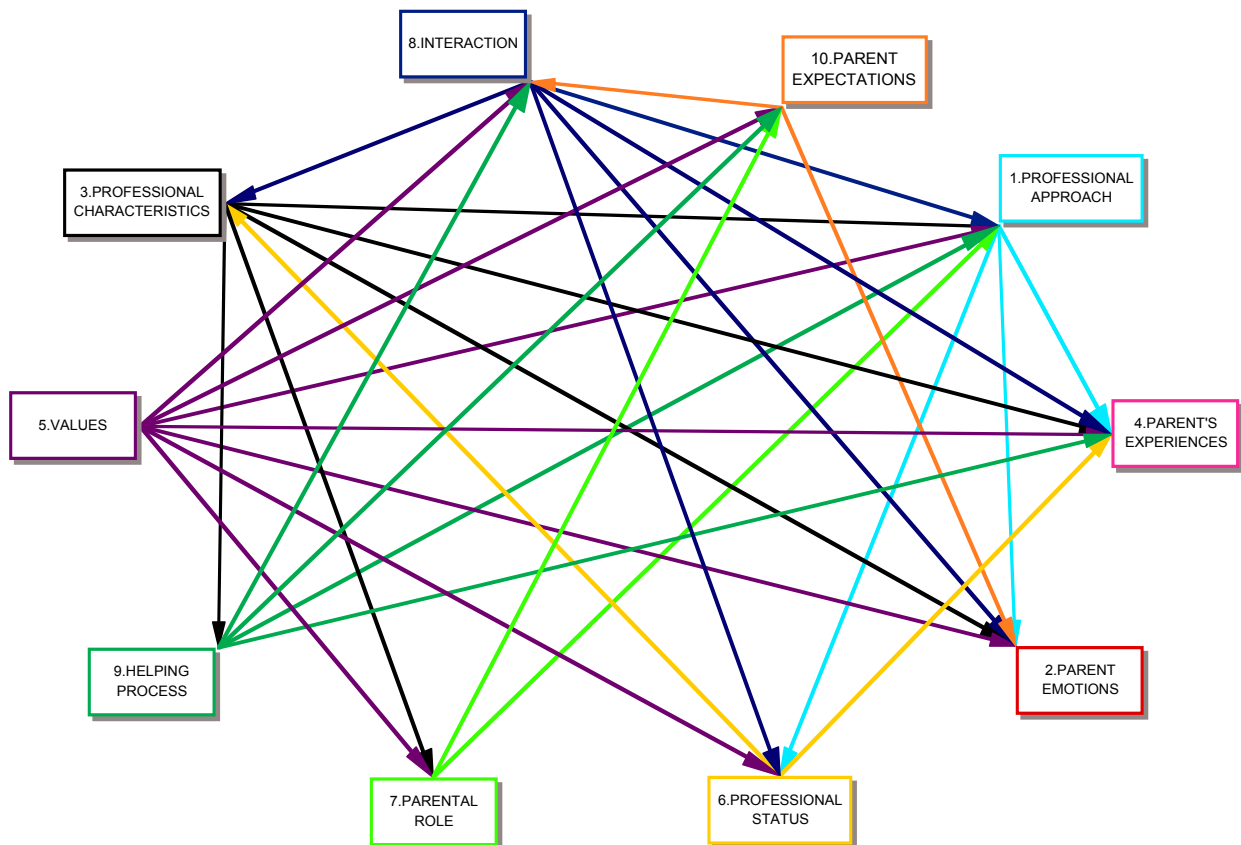 8.INTERACTION
10.PARENT
EXPECTATIONS
3.PROFESSIONAL
CHARACTERISTICS
1.PROFESSIONAL
APPROACH
5.VALUES
4.PARENT'S
EXPERIENCES
9.HELPING
PROCESS
2.PARENT
EMOTIONS
7.PARENTAL
ROLE
6.PROFESSIONAL
STATUS